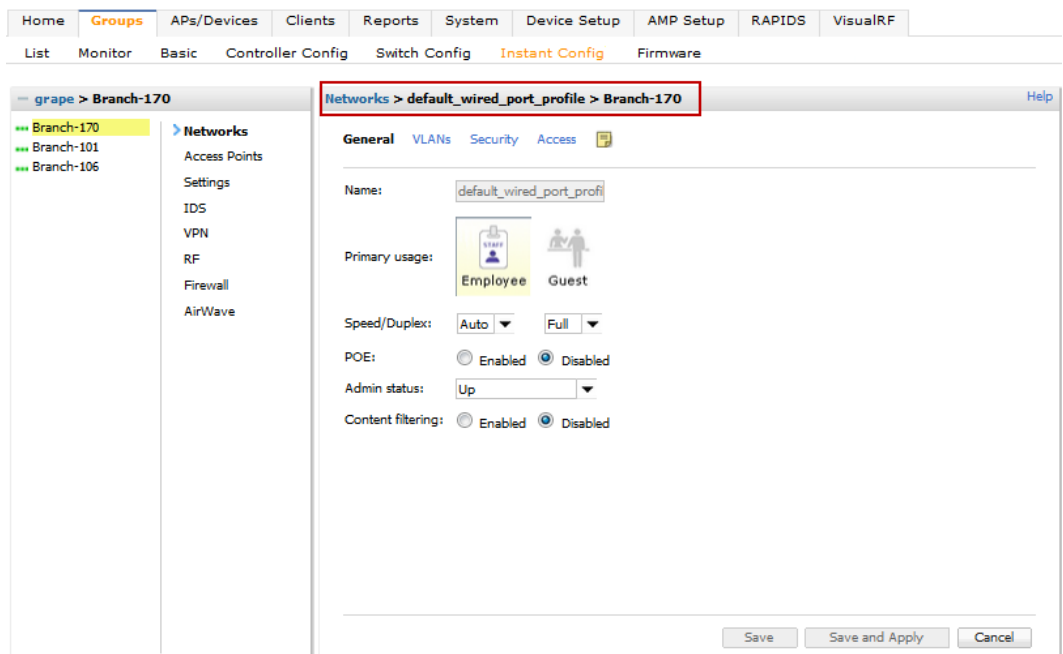 Home Groups APs/Devices Clients Reports System Device Setup AMP Setup RAPIDS VisualRF
List Monitor Basic Controller Config Switch Config Instant Config Firmware
grape > Branch-170
Branch-170
Branch-101
Branch-106
Networks
Access Points
Settings
IDS
VPN
RF
Firewall
AirWave
Networks > default_wired_port_profile > Branch-170
Help
General VLANs Security Access
Name: default_wired_port_profi
Primary usage:
STAFF
Employee Guest
Speed/Duplex: Auto Full
POE: Enabled Disabled
Admin status: Up
Content filtering: Enabled Disabled
Save Save and Apply Cancel